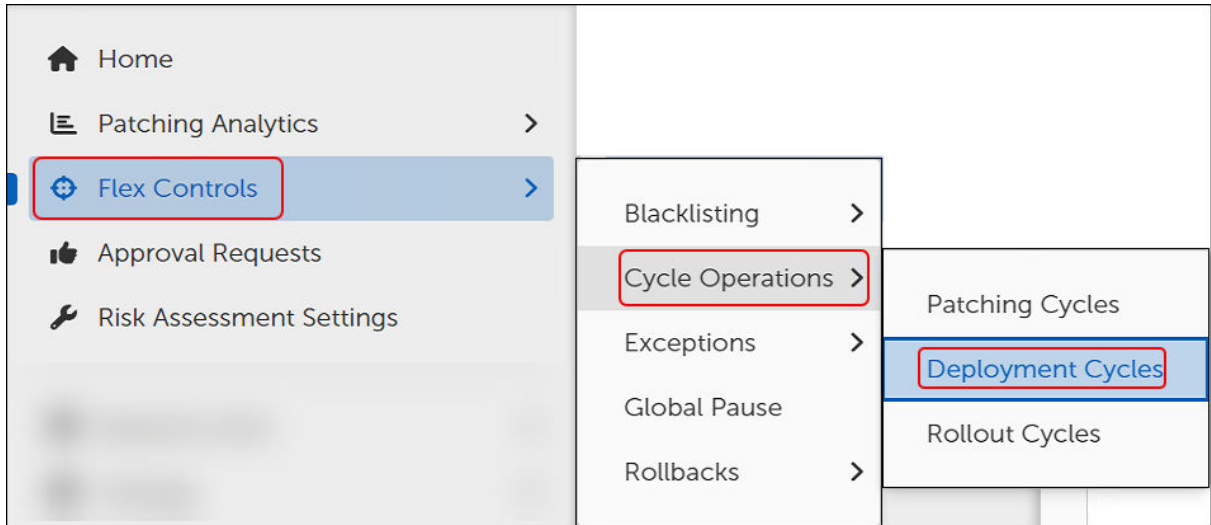 Home
Patching Analytics
Flex Controls
Approval Requests
Risk Assessment Settings
Blacklisting
Cycle Operations
Exceptions
Global Pause
Rollbacks
Patching Cycles
Deployment Cycles
Rollout Cycles